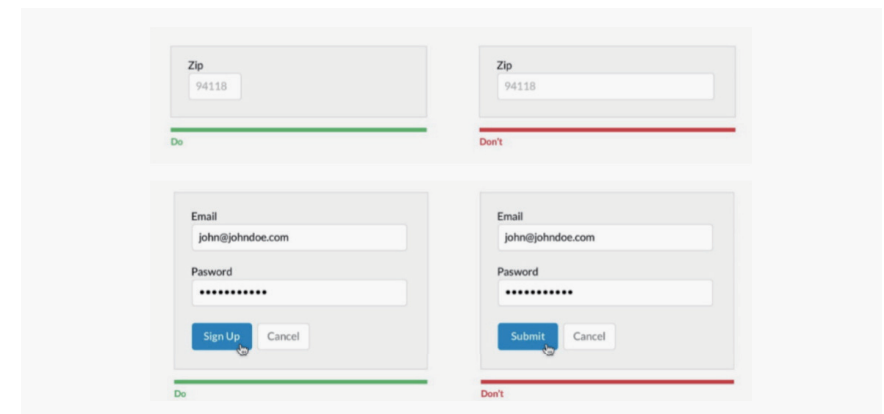 Zip
94118
Do
Zip
94118
Don't
Email
john@johndoe.com
Pasword
•••••••••••
Sign Up Cancel
Do
Email
john@johndoe.com
Pasword
•••••••••••
Submit Cancel
Don't